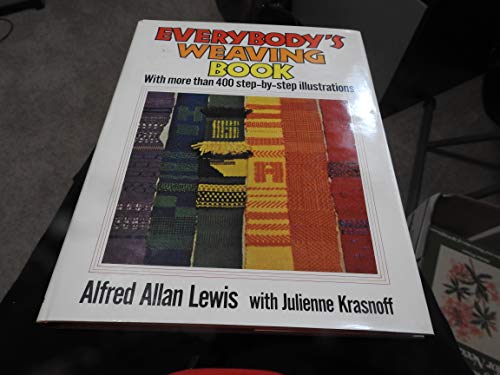 EVERYBODY'S
WEAVING
BOOK
With more than 400 step-by-step illustrations
Alfred Allan Lewis with Julienne Krasnoff